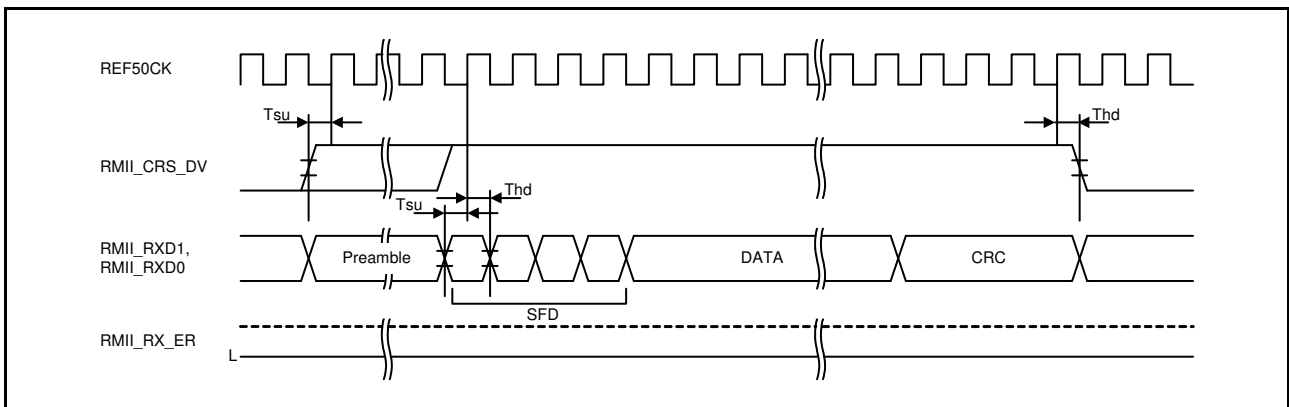 REF50CK
Tsu
Thd
RMII_CRS_DV
Thd
Tsu
RMII_RXD1,
RMII_RXD0
Preamble
DATA
CRC
SFD
RMII_RX_ER
L